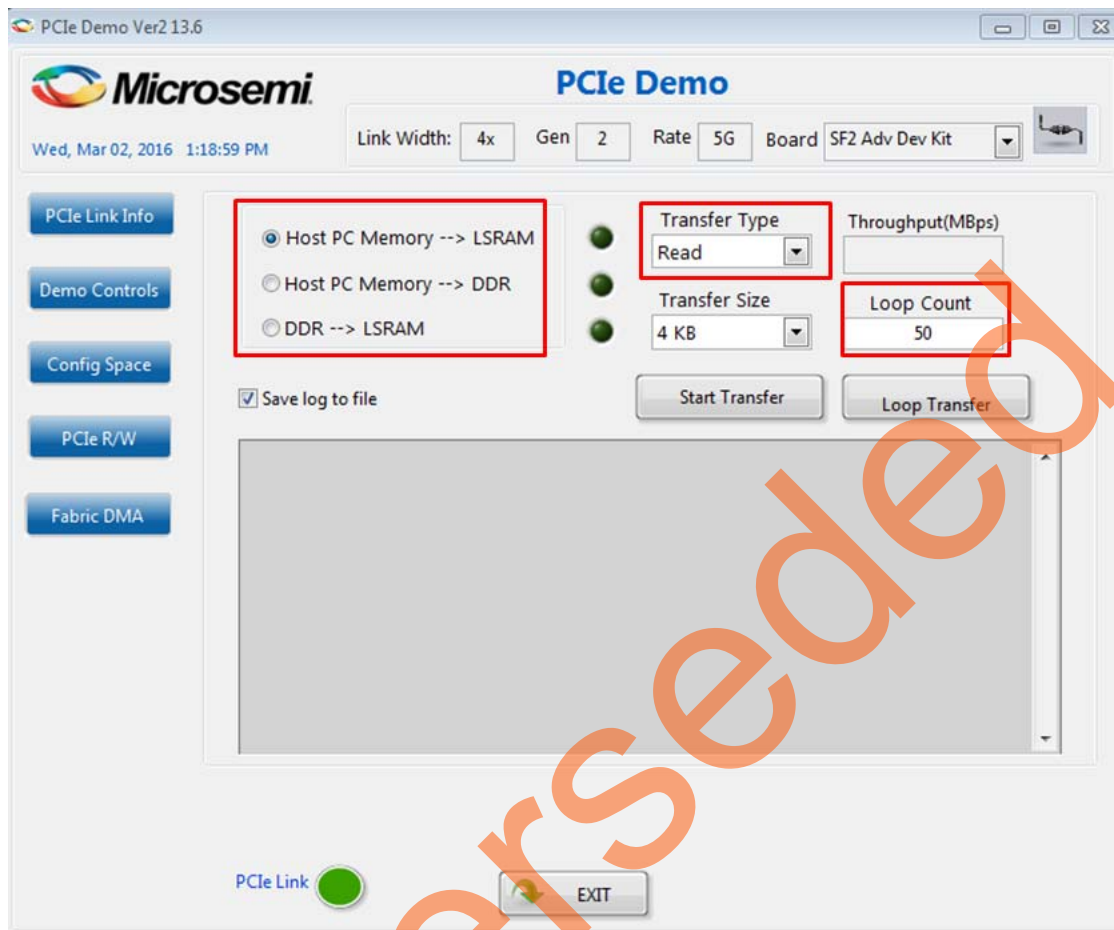 PCIe Demo Ver2 13.6
Microsemi.
PCIe Demo
Wed, Mar 02, 2016 1:18:59 PM
Link Width: 4x Gen 2 Rate 5G Board SF2 Adv Dev Kit
PCIe Link Info
Demo Controls
Config Space
PCIe R/W
Fabric DMA
Host PC Memory --> LSRAM
Host PC Memory --> DDR
DDR --> LSRAM
Transfer Type
Read
Throughput(MBps)
Transfer Size
4 KB
Loop Count
50
Save log to file
Start Transfer
Loop Transfer
PCIe Link
EXIT
erseded